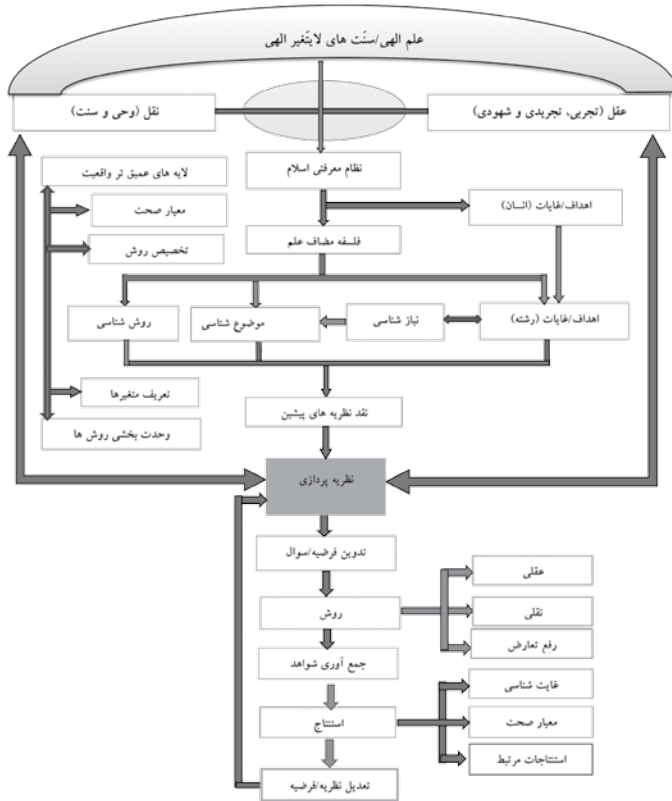 علم الهی/سنّت های لایتّغیر الهی
عقل (تجربی، تجریدی و شهودی)
نقل (وحی و سنت)
نظام معرفتی اسلام
لایه های عمیق تر واقعیت
اهداف/غایات (انسان)
معیار صحت
فلسفه مضاف علم
تخصیص روش
اهداف/غایات (رشته)
نیاز شناسی
موضوع شناسی
روش شناسی
تعریف متغیرها
نقد نظریه های پیشین
وحدت بخشی روش ها
نظریه پردازی
تدوین فرضیه/سوال
عقلی
روش
نقلی
رفع تعارض
جمع آوری شواهد
غایت شناسی
استنتاج
معیار صحت
استنتاجات مرتبط
تعدیل نظریه/فرضیه